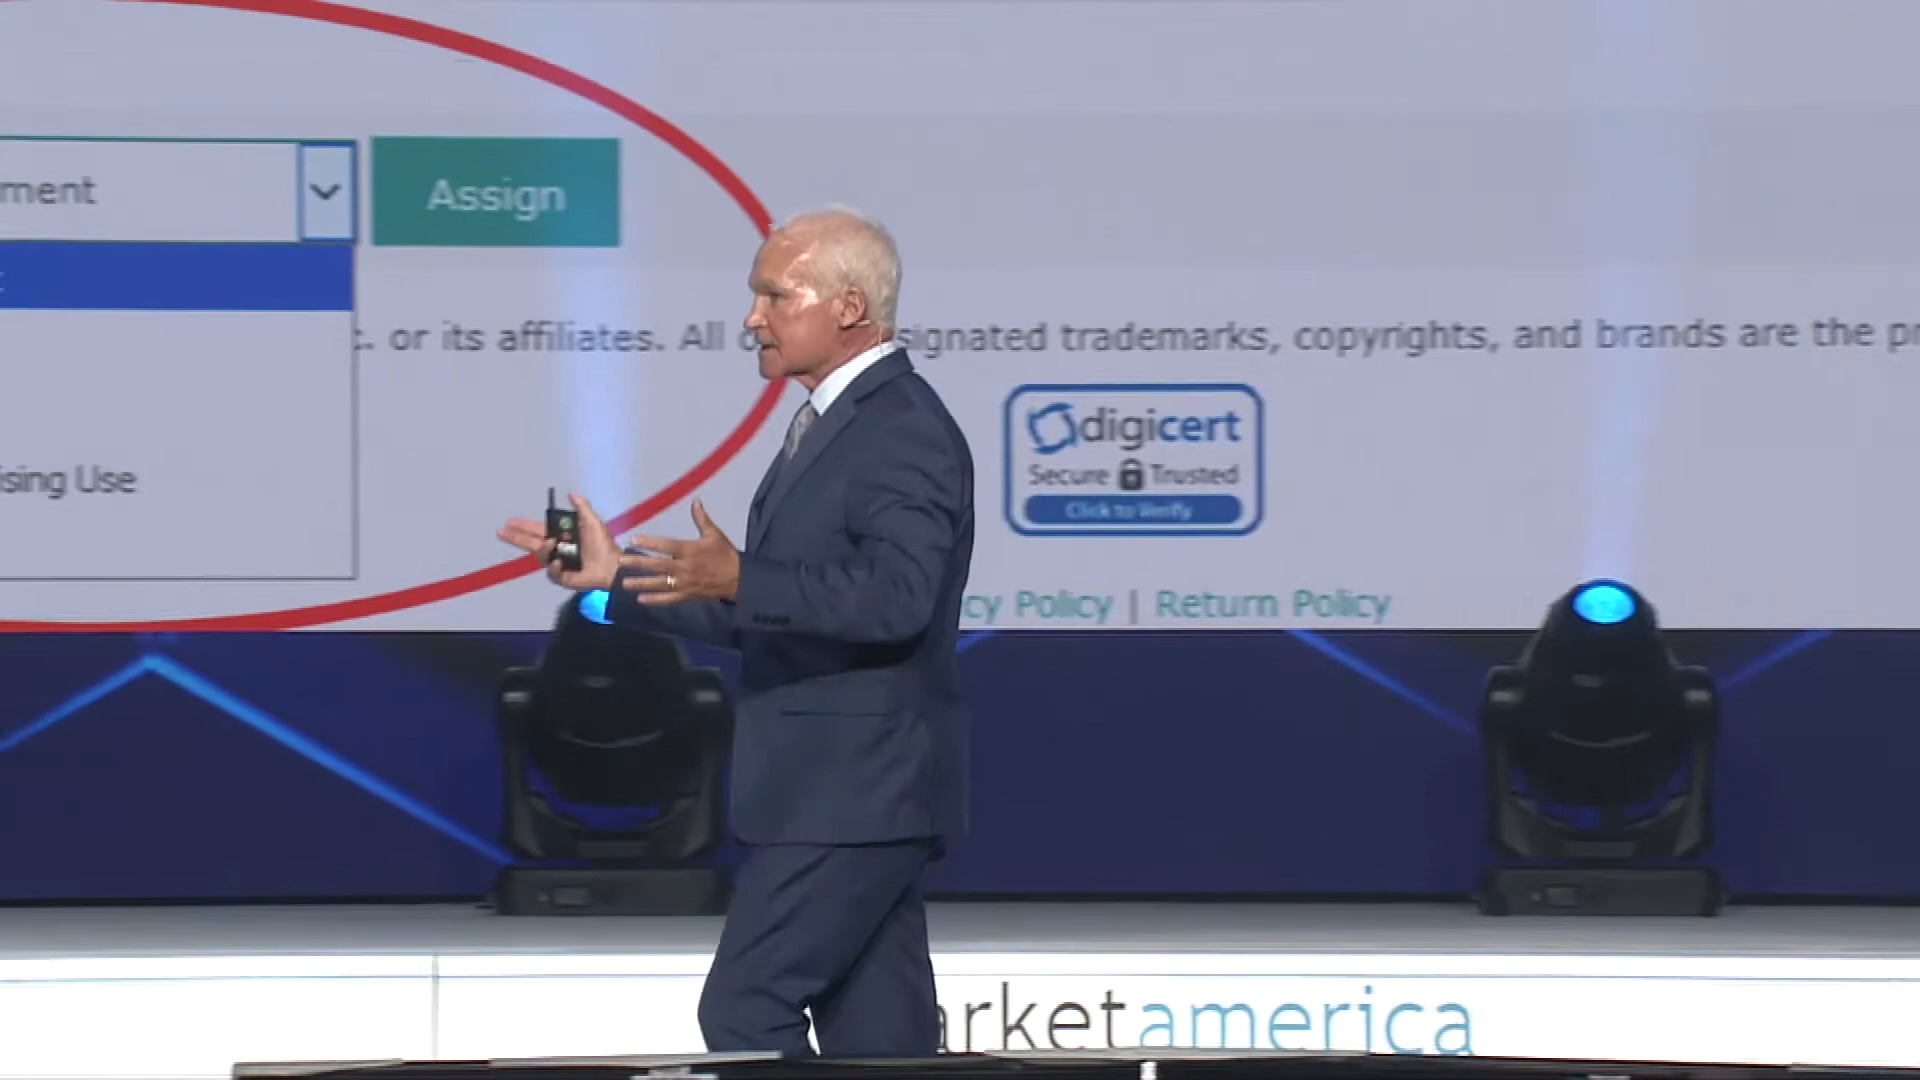 ment
Assign
. or its affiliates. All
signated trademarks, copyrights, and brands are the
digicert
Secure Trusted
Click to Verify
ising Use
cy Policy | Return Policy
arketamerica